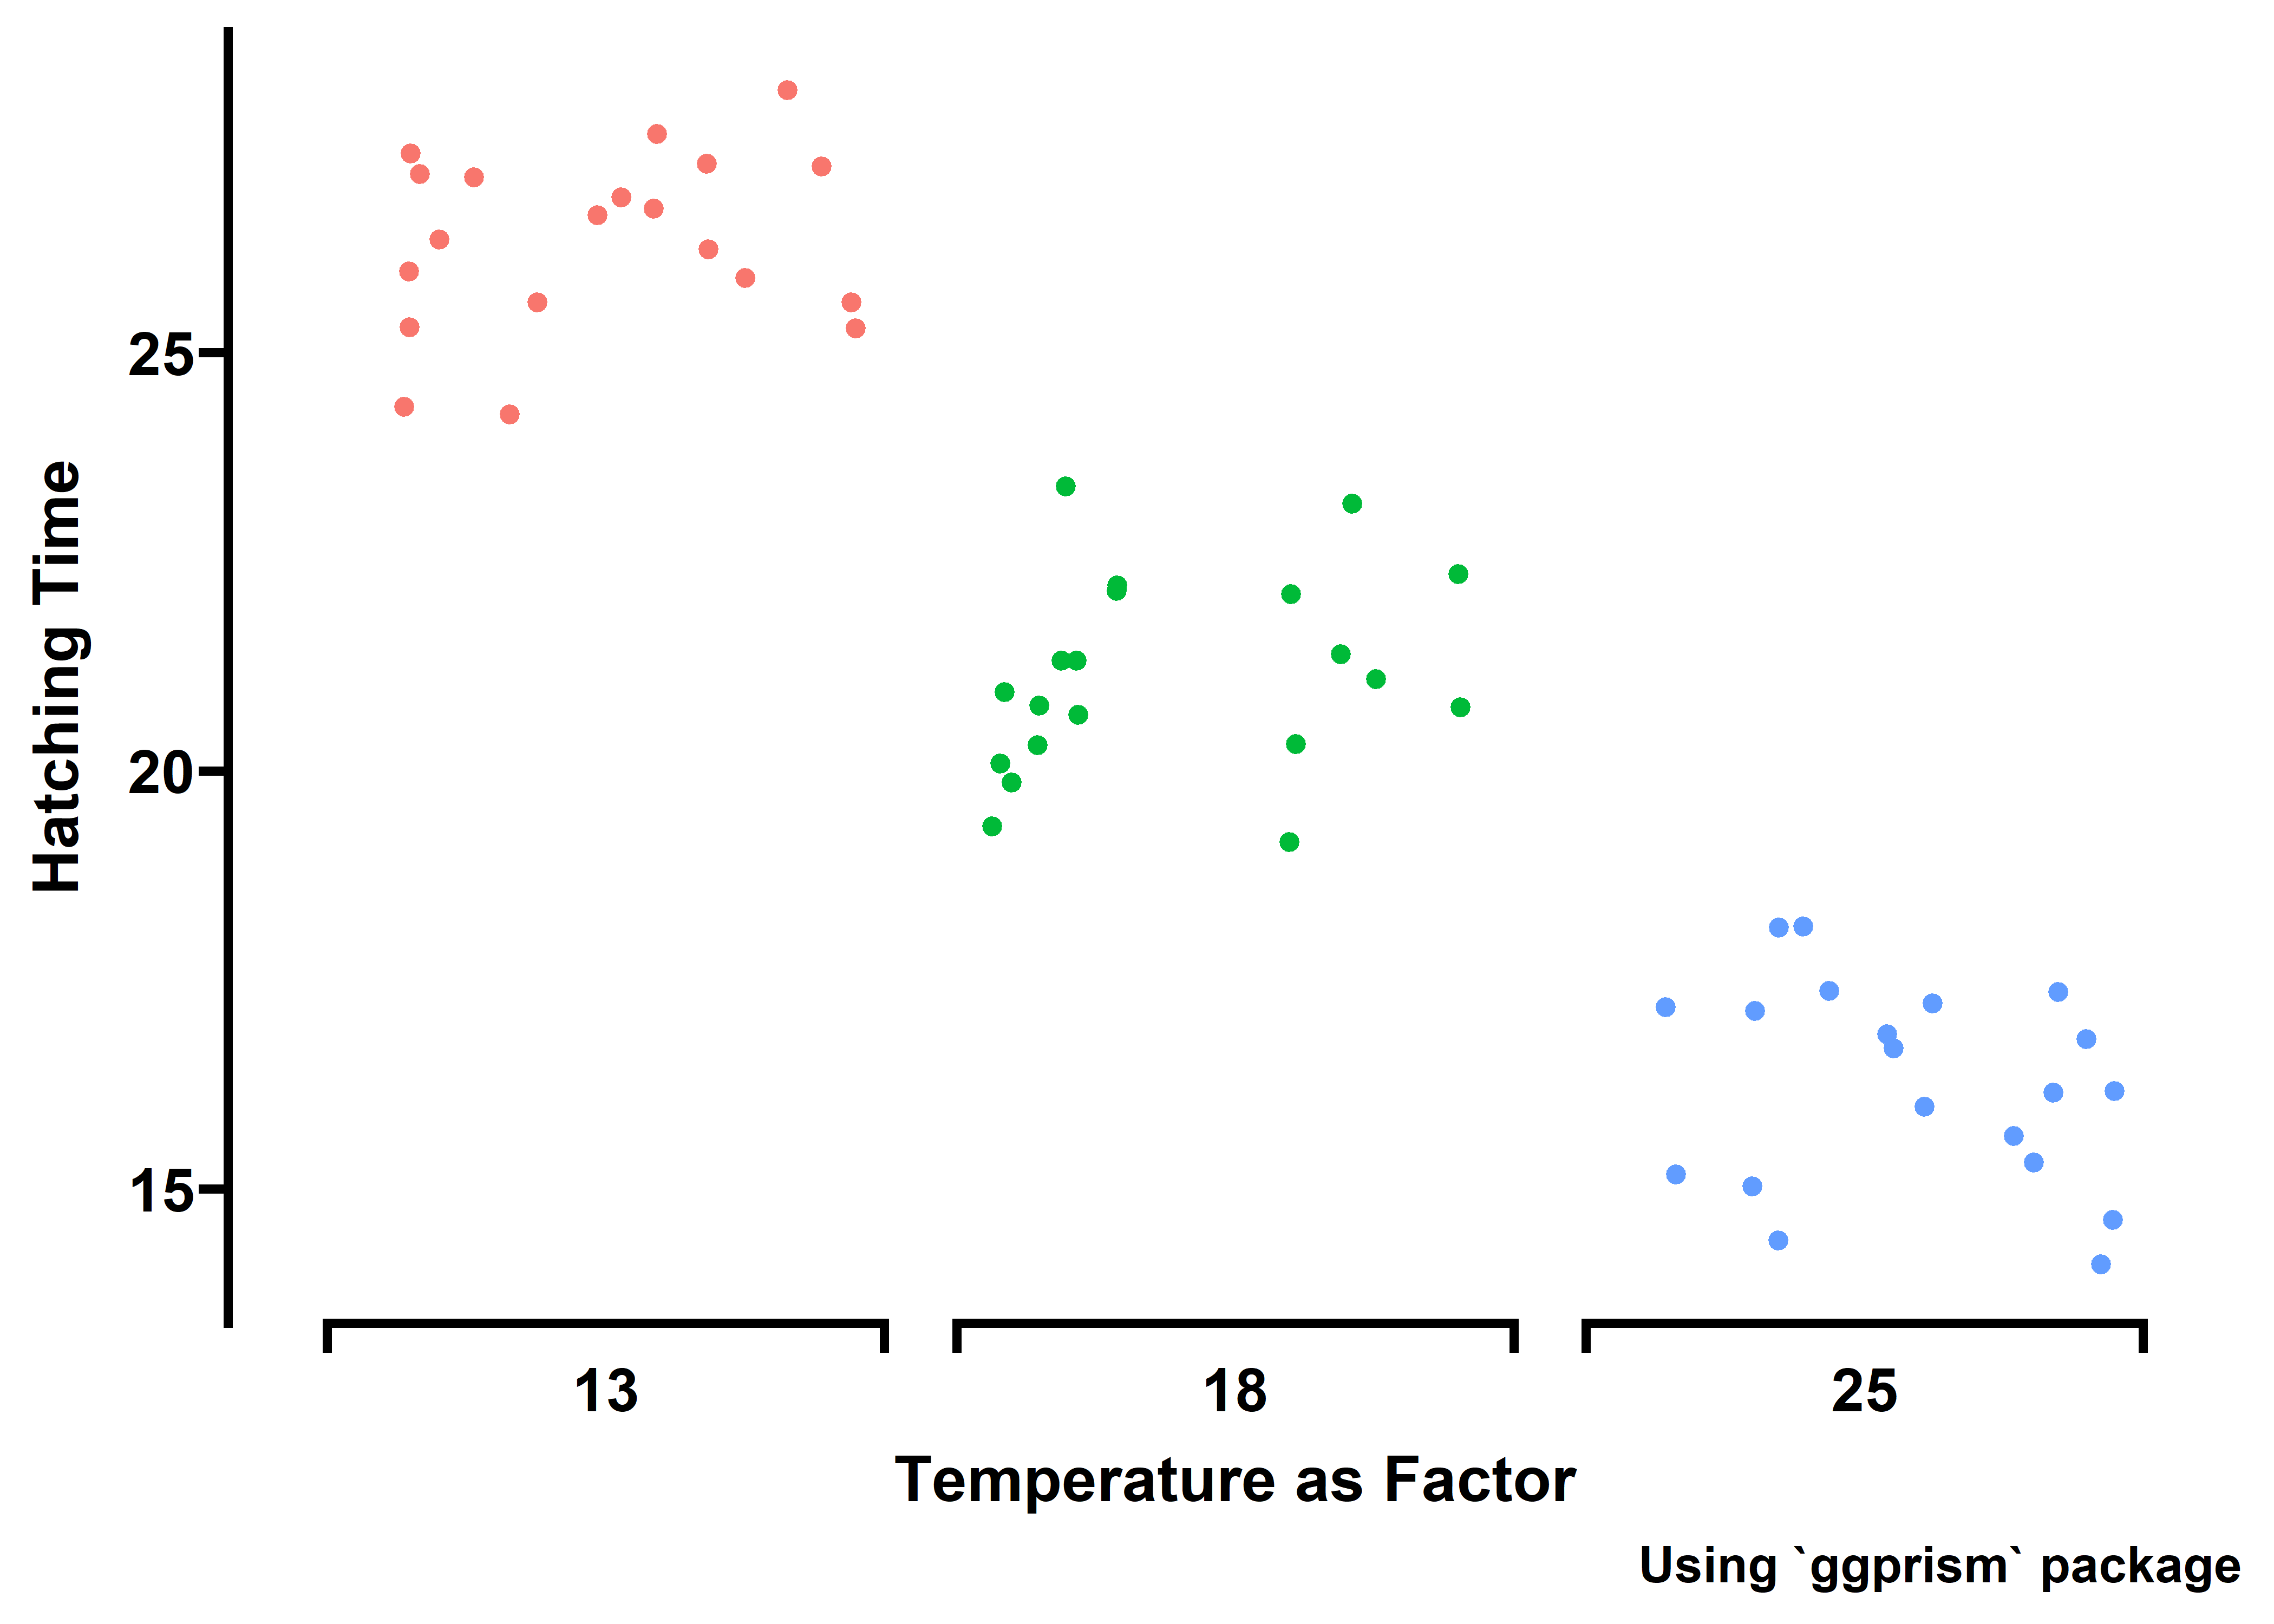 Hatching Time
25
20
15
13 18 25
Temperature as Factor
Using `ggprism` package